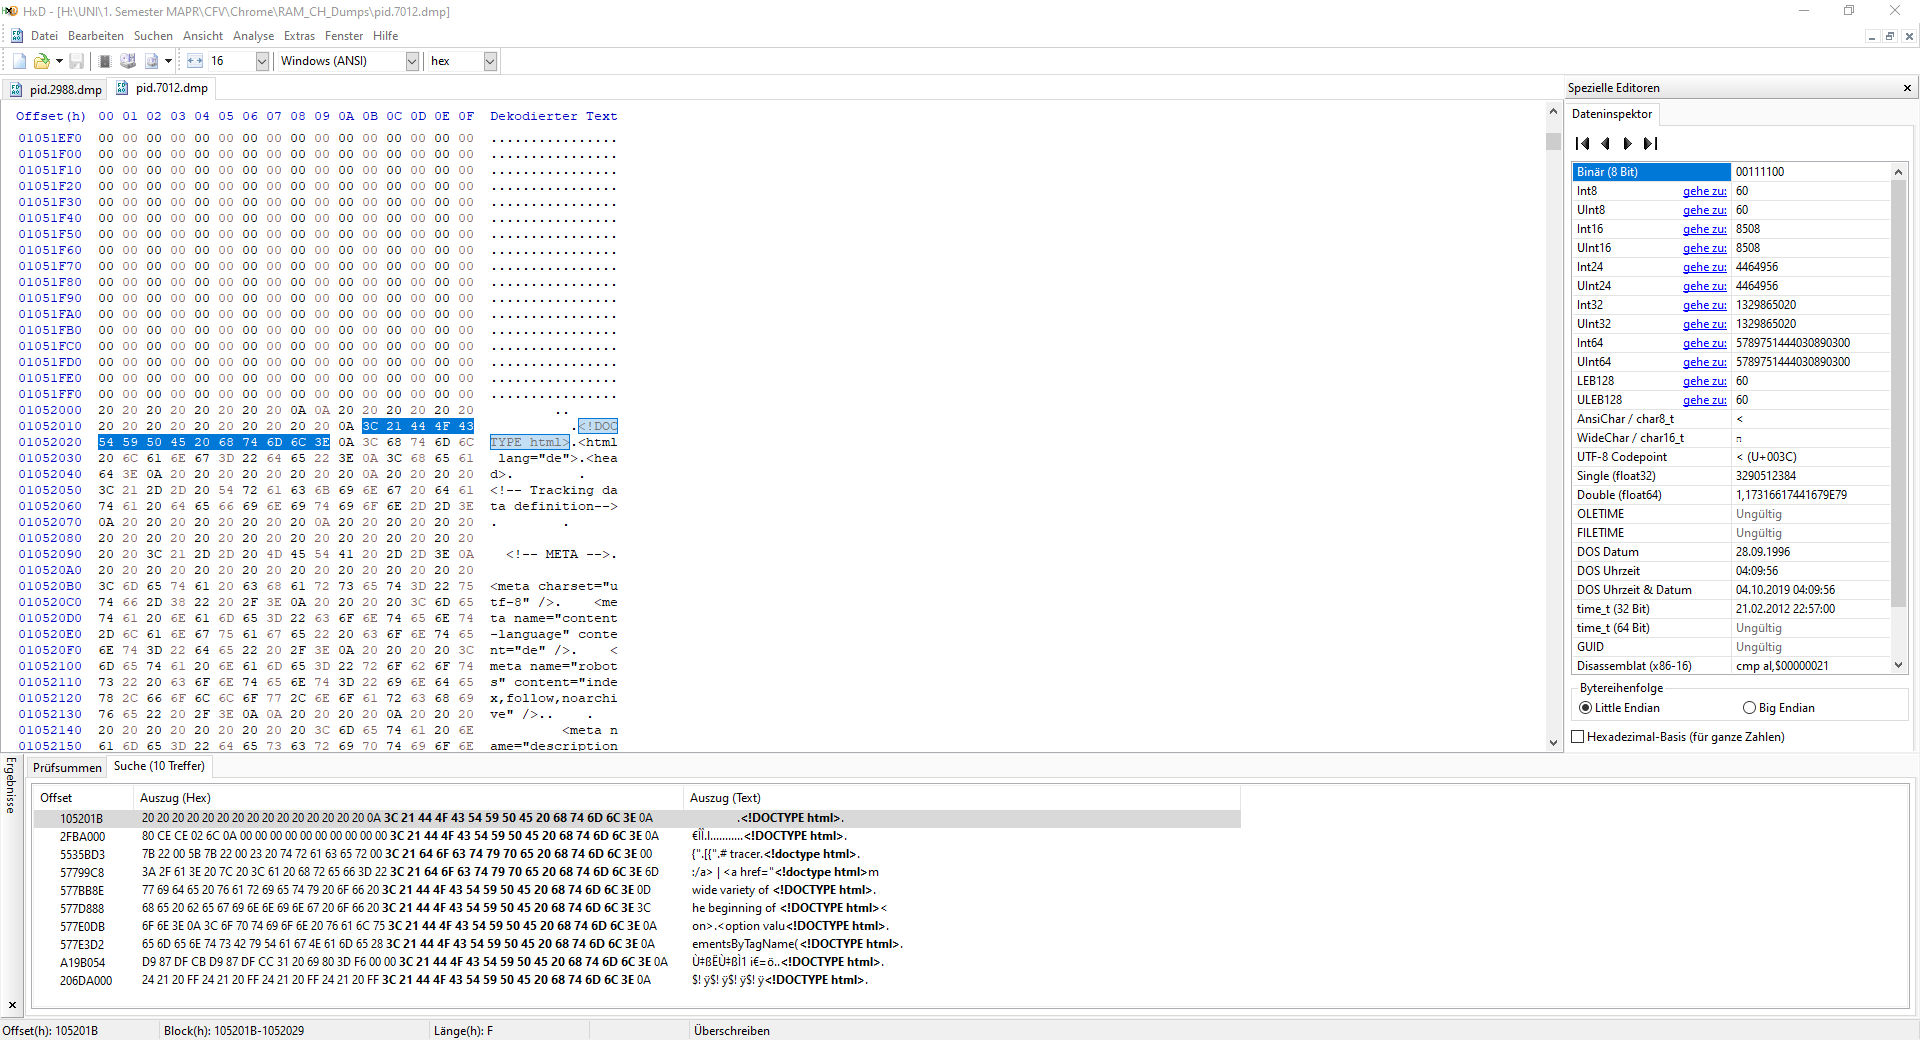 HxD - [H:\UNI\1. Semester MAPR\CFV\Chrome\RAM_CH_Dumps\pid.7012.dmp]
Datei Bearbeiten Suchen Ansicht Analyse Extras Fenster Hilfe
16 Windows (ANSI) hex
pid.2988.dmp pid.7012.dmp
Offset(h) 00 01 02 03 04 05 06 07 08 09 0A 0B 0C 0D 0E 0F Dekodierter Text
01051EF0 00 00 00 00 00 00 00 00 00 00 00 00 00 00 00 00 ................
01051F00 00 00 00 00 00 00 00 00 00 00 00 00 00 00 00 00 ................
01051F10 00 00 00 00 00 00 00 00 00 00 00 00 00 00 00 00 ................
01051F20 00 00 00 00 00 00 00 00 00 00 00 00 00 00 00 00 ................
01051F30 00 00 00 00 00 00 00 00 00 00 00 00 00 00 00 00 ................
01051F40 00 00 00 00 00 00 00 00 00 00 00 00 00 00 00 00 ................
01051F50 00 00 00 00 00 00 00 00 00 00 00 00 00 00 00 00 ................
01051F60 00 00 00 00 00 00 00 00 00 00 00 00 00 00 00 00 ................
01051F70 00 00 00 00 00 00 00 00 00 00 00 00 00 00 00 00 ................
01051F80 00 00 00 00 00 00 00 00 00 00 00 00 00 00 00 00 ................
01051F90 00 00 00 00 00 00 00 00 00 00 00 00 00 00 00 00 ................
01051FA0 00 00 00 00 00 00 00 00 00 00 00 00 00 00 00 00 ................
01051FB0 00 00 00 00 00 00 00 00 00 00 00 00 00 00 00 00 ................
01051FC0 00 00 00 00 00 00 00 00 00 00 00 00 00 00 00 00 ................
01051FD0 00 00 00 00 00 00 00 00 00 00 00 00 00 00 00 00 ................
01051FE0 00 00 00 00 00 00 00 00 00 00 00 00 00 00 00 00 ................
01051FF0 00 00 00 00 00 00 00 00 00 00 00 00 00 00 00 00 ................
01052000 20 20 20 20 20 20 20 20 0A 0A 20 20 20 20 20 20 ..
01052010 20 20 20 20 20 20 20 20 20 20 0A 3C 21 44 4F 43 .<!DOC
01052020 54 59 50 45 20 68 74 6D 6C 3E 0A 3C 68 74 6D 6C TYPE html>.<html
01052030 20 6C 61 6E 67 3D 22 64 65 22 3E 0A 3C 68 65 61 lang="de">.<hea
01052040 64 3E 0A 20 20 20 20 20 20 20 20 0A 20 20 20 20 d>. .
01052050 3C 21 2D 2D 20 54 72 61 63 6B 69 6E 67 20 64 61 <!-- Tracking da
01052060 74 61 20 64 65 66 69 6E 69 74 69 6F 6E 2D 2D 3E ta definition-->
01052070 0A 20 20 20 20 20 20 20 20 0A 20 20 20 20 20 20 . .
01052080 20 20 20 20 20 20 20 20 20 20 20 20 20 20 20 20
01052090 20 20 3C 21 2D 2D 20 4D 45 54 41 20 2D 2D 3E 0A <!-- META -->.
010520A0 20 20 20 20 20 20 20 20 20 20 20 20 20 20 20 20
010520B0 3C 6D 65 74 61 20 63 68 61 72 73 65 74 3D 22 75 <meta charset="u
010520C0 74 66 2D 38 22 20 2F 3E 0A 20 20 20 20 3C 6D 65 tf-8" />. <me
010520D0 74 61 20 6E 61 6D 65 3D 22 63 6F 6E 74 65 6E 74 ta name="content
010520E0 2D 6C 61 6E 67 75 61 67 65 22 20 63 6F 6E 74 65 -language" conte
010520F0 6E 74 3D 22 64 65 22 20 2F 3E 0A 20 20 20 20 3C nt="de" />. <
01052100 6D 65 74 61 20 6E 61 6D 65 3D 22 72 6F 62 6F 74 meta name="robot
01052110 73 22 20 63 6F 6E 74 65 6E 74 3D 22 69 6E 64 65 s" content="inde
01052120 78 2C 66 6F 6C 6C 6F 77 2C 6E 6F 61 72 63 68 69 x,follow,noarchi
01052130 76 65 22 20 2F 3E 0A 0A 20 20 20 20 0A 20 20 20 ve" />.. .
01052140 20 20 20 20 20 20 20 20 20 3C 6D 65 74 61 20 6E <meta n
01052150 61 6D 65 3D 22 64 65 73 63 72 69 70 74 69 6F 6E ame="description
Spezielle Editoren
Dateninspektor
Binär (8 Bit) 00111100
Int8 gehe zu: 60
UInt8 gehe zu: 60
Int16 gehe zu: 8508
UInt16 gehe zu: 8508
Int24 gehe zu: 4464956
UInt24 gehe zu: 4464956
Int32 gehe zu: 1329865020
UInt32 gehe zu: 1329865020
Int64 gehe zu: 5789751444030890300
UInt64 gehe zu: 5789751444030890300
LEB128 gehe zu: 60
ULEB128 gehe zu: 60
AnsiChar / char8_t <
WideChar / char16_t
UTF-8 Codepoint < (U+003C)
Single (float32) 3290512384
Double (float64) 1,17316617441679E79
OLETIME Ungültig
FILETIME Ungültig
DOS Datum 28.09.1996
DOS Uhrzeit 04:09:56
DOS Uhrzeit & Datum 04.10.2019 04:09:56
time_t (32 Bit) 21.02.2012 22:57:00
time_t (64 Bit) Ungültig
GUID Ungültig
Disassemblat (x86-16) cmp al,$00000021
Bytereihenfolge
Little Endian Big Endian
Hexadezimal-Basis (für ganze Zahlen)
Ergebnisse
Prüfsummen Suche (10 Treffer)
Offset Auszug (Hex) Auszug (Text)
105201B 20 20 20 20 20 20 20 20 20 20 20 20 20 20 20 0A 3C 21 44 4F 43 54 59 50 45 20 68 74 6D 6C 3E 0A .<!DOCTYPE html>.
2FBA000 80 CE CE 02 6C 0A 00 00 00 00 00 00 00 00 00 00 3C 21 44 4F 43 54 59 50 45 20 68 74 6D 6C 3E 0A €ÎÎ.l...........<!DOCTYPE html>.
5535BD3 7B 22 00 5B 7B 22 00 23 20 74 72 61 63 65 72 00 3C 21 64 6F 63 74 79 70 65 20 68 74 6D 6C 3E 00 {".[{".# tracer.<!doctype html>.
57799C8 3A 2F 61 3E 20 7C 20 3C 61 20 68 72 65 66 3D 22 3C 21 64 6F 63 74 79 70 65 20 68 74 6D 6C 3E 6D :/a> | <a href="<!doctype html>m
577BB8E 77 69 64 65 20 76 61 72 69 65 74 79 20 6F 66 20 3C 21 44 4F 43 54 59 50 45 20 68 74 6D 6C 3E 0D wide variety of <!DOCTYPE html>.
577D888 68 65 20 62 65 67 69 6E 6E 69 6E 67 20 6F 66 20 3C 21 44 4F 43 54 59 50 45 20 68 74 6D 6C 3E 3C he beginning of <!DOCTYPE html><
577E0DB 6F 6E 3E 0A 3C 6F 70 74 69 6F 6E 20 76 61 6C 75 3C 21 44 4F 43 54 59 50 45 20 68 74 6D 6C 3E 0A on>.<option valu<!DOCTYPE html>.
577E3D2 65 6D 65 6E 74 73 42 79 54 61 67 4E 61 6D 65 28 3C 21 44 4F 43 54 59 50 45 20 68 74 6D 6C 3E 0A ementsByTagName(<!DOCTYPE html>.
A19B054 D9 87 DF CB D9 87 DF CC 31 20 69 80 3D F6 00 00 3C 21 44 4F 43 54 59 50 45 20 68 74 6D 6C 3E 0A Ù‡ßËÙ‡ßÌ1 i€=ö..<!DOCTYPE html>.
206DA000 24 21 20 FF 24 21 20 FF 24 21 20 FF 24 21 20 FF 3C 21 44 4F 43 54 59 50 45 20 68 74 6D 6C 3E 0A $! ÿ$! ÿ$! ÿ$! ÿ<!DOCTYPE html>.
Offset(h): 105201B Block(h): 105201B-1052029 Länge(h): F Überschreiben